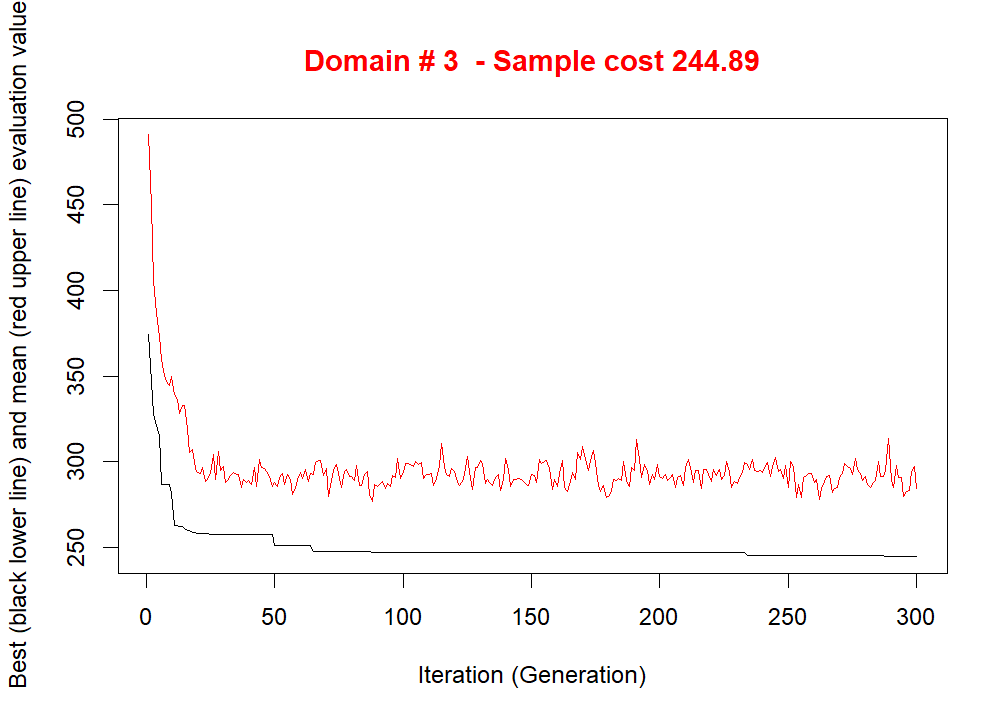 Domain # 3  - Sample cost 244.89
Best (black lower line) and mean (red upper line) evaluation value
500
450
400
350
300
250
0 50 100 150 200 250 300
Iteration (Generation)